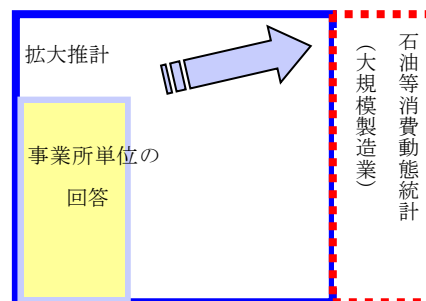 拡大推計
事業所単位の
回答
石油等消費動態統計
（大規模製造業）